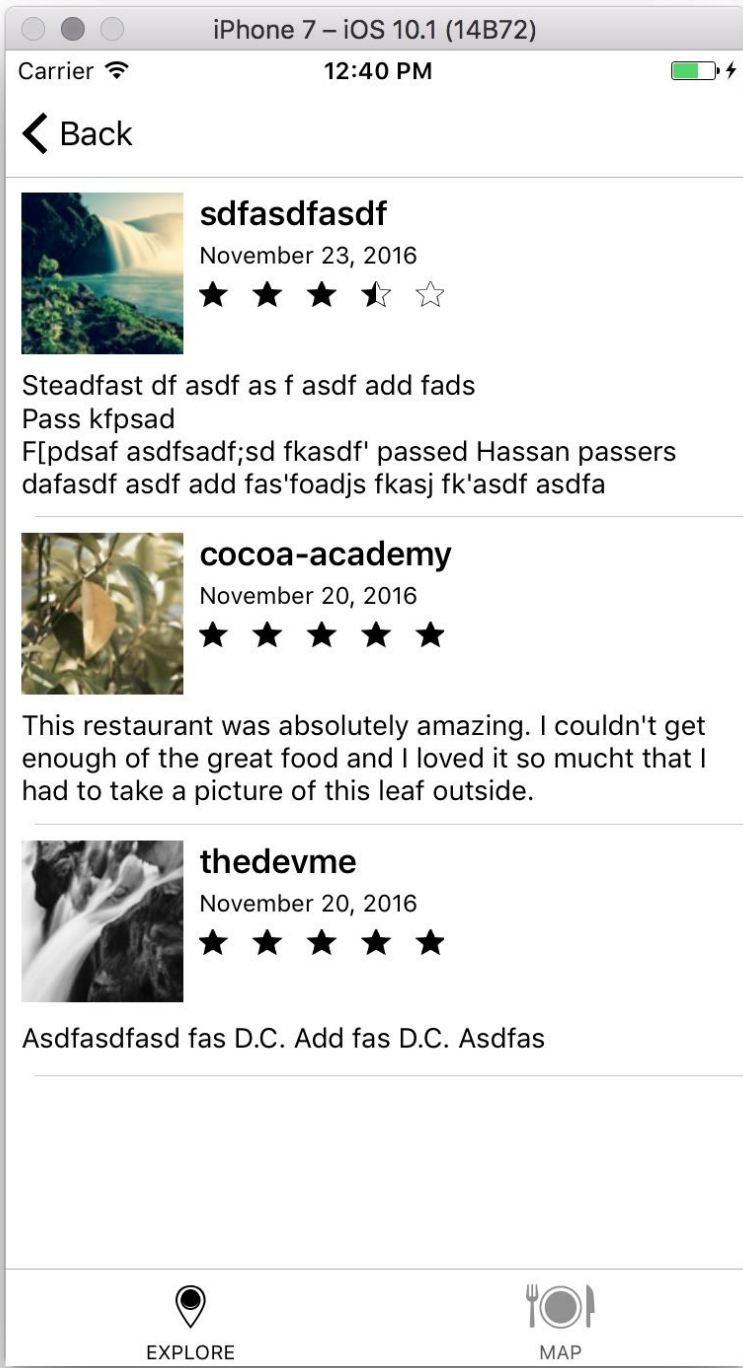 iPhone 7 – iOS 10.1 (14B72)
Carrier 12:40 PM
Back
sdfasdfasdf
November 23, 2016
Steadfast df asdf as f asdf add fads
Pass kfpsad
F[pdsaf asdfsadf;sd fkasdf' passed Hassan passers
dafasdf asdf add fas'foadjs fkasj fk'asdf asdfa
cocoa-academy
November 20, 2016
This restaurant was absolutely amazing. I couldn't get
enough of the great food and I loved it so mucht that I
had to take a picture of this leaf outside.
thedevme
November 20, 2016
Asdfasdfasd fas D.C. Add fas D.C. Asdfas
EXPLORE MAP